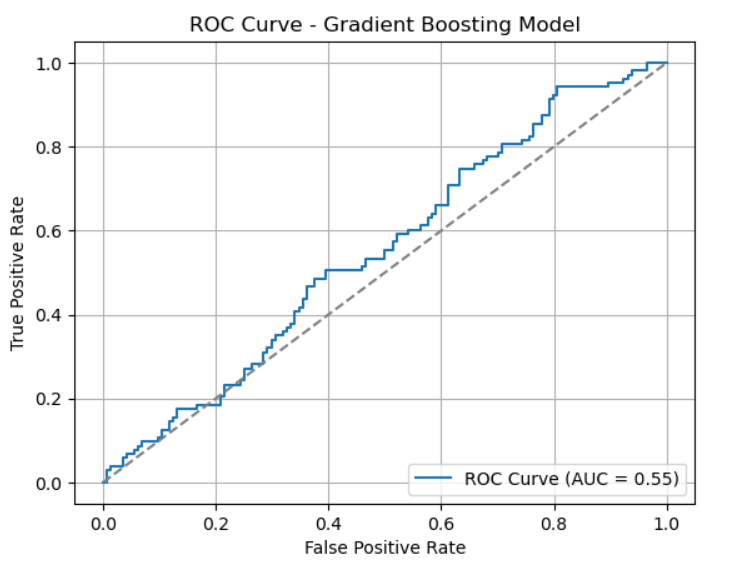 ROC Curve - Gradient Boosting Model
1.0
0.8
0.6
0.4
0.2
0.0
True Positive Rate
0.0 0.2 0.4 0.6 0.8 1.0
False Positive Rate
ROC Curve (AUC = 0.55)